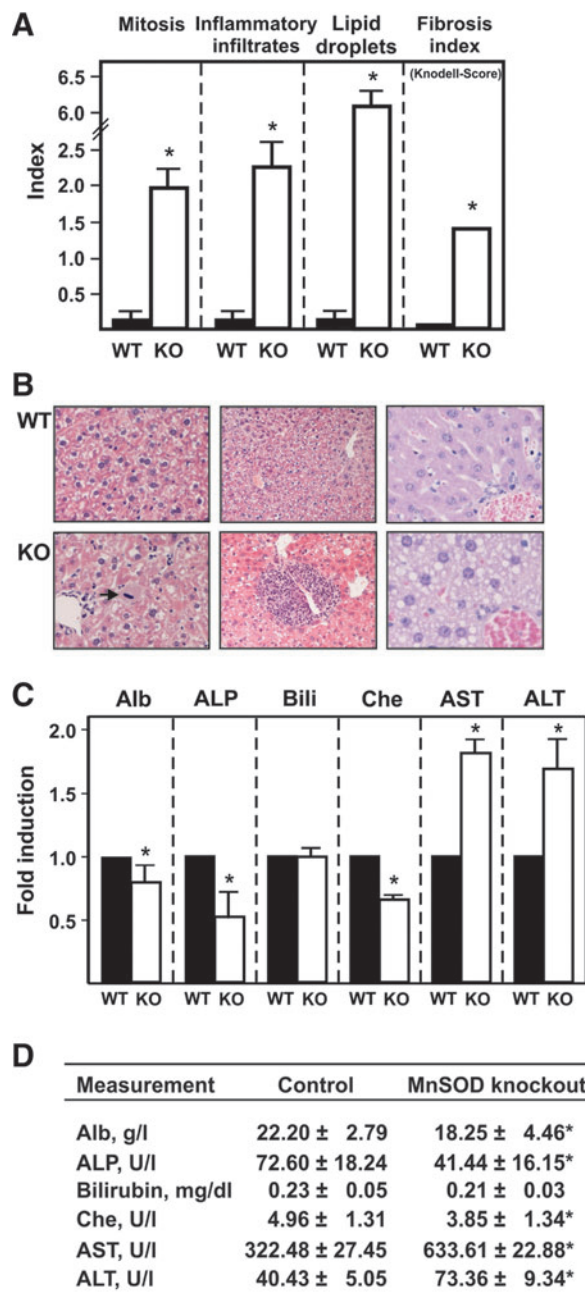 A
Mitosis Inflammatory infiltrates Lipid droplets Fibrosis index
(Knodell-Score)
6.5
6.0
2.5
2.0
1.5
1.0
0.5
Index
* * * *
WT KO WT KO WT KO WT KO
B
WT
KO
C
Alb ALP Bili Che AST ALT
2.0
1.5
1.0
0.5
Fold induction
* * * * *
WT KO WT KO WT KO WT KO WT KO WT KO
D
Measurement Control MnSOD knockout
Alb, g/l 22.20 ± 2.79 18.25 ± 4.46*
ALP, U/l 72.60 ± 18.24 41.44 ± 16.15*
Bilirubin, mg/dl 0.23 ± 0.05 0.21 ± 0.03
Che, U/l 4.96 ± 1.31 3.85 ± 1.34*
AST, U/l 322.48 ± 27.45 633.61 ± 22.88*
ALT, U/l 40.43 ± 5.05 73.36 ± 9.34*